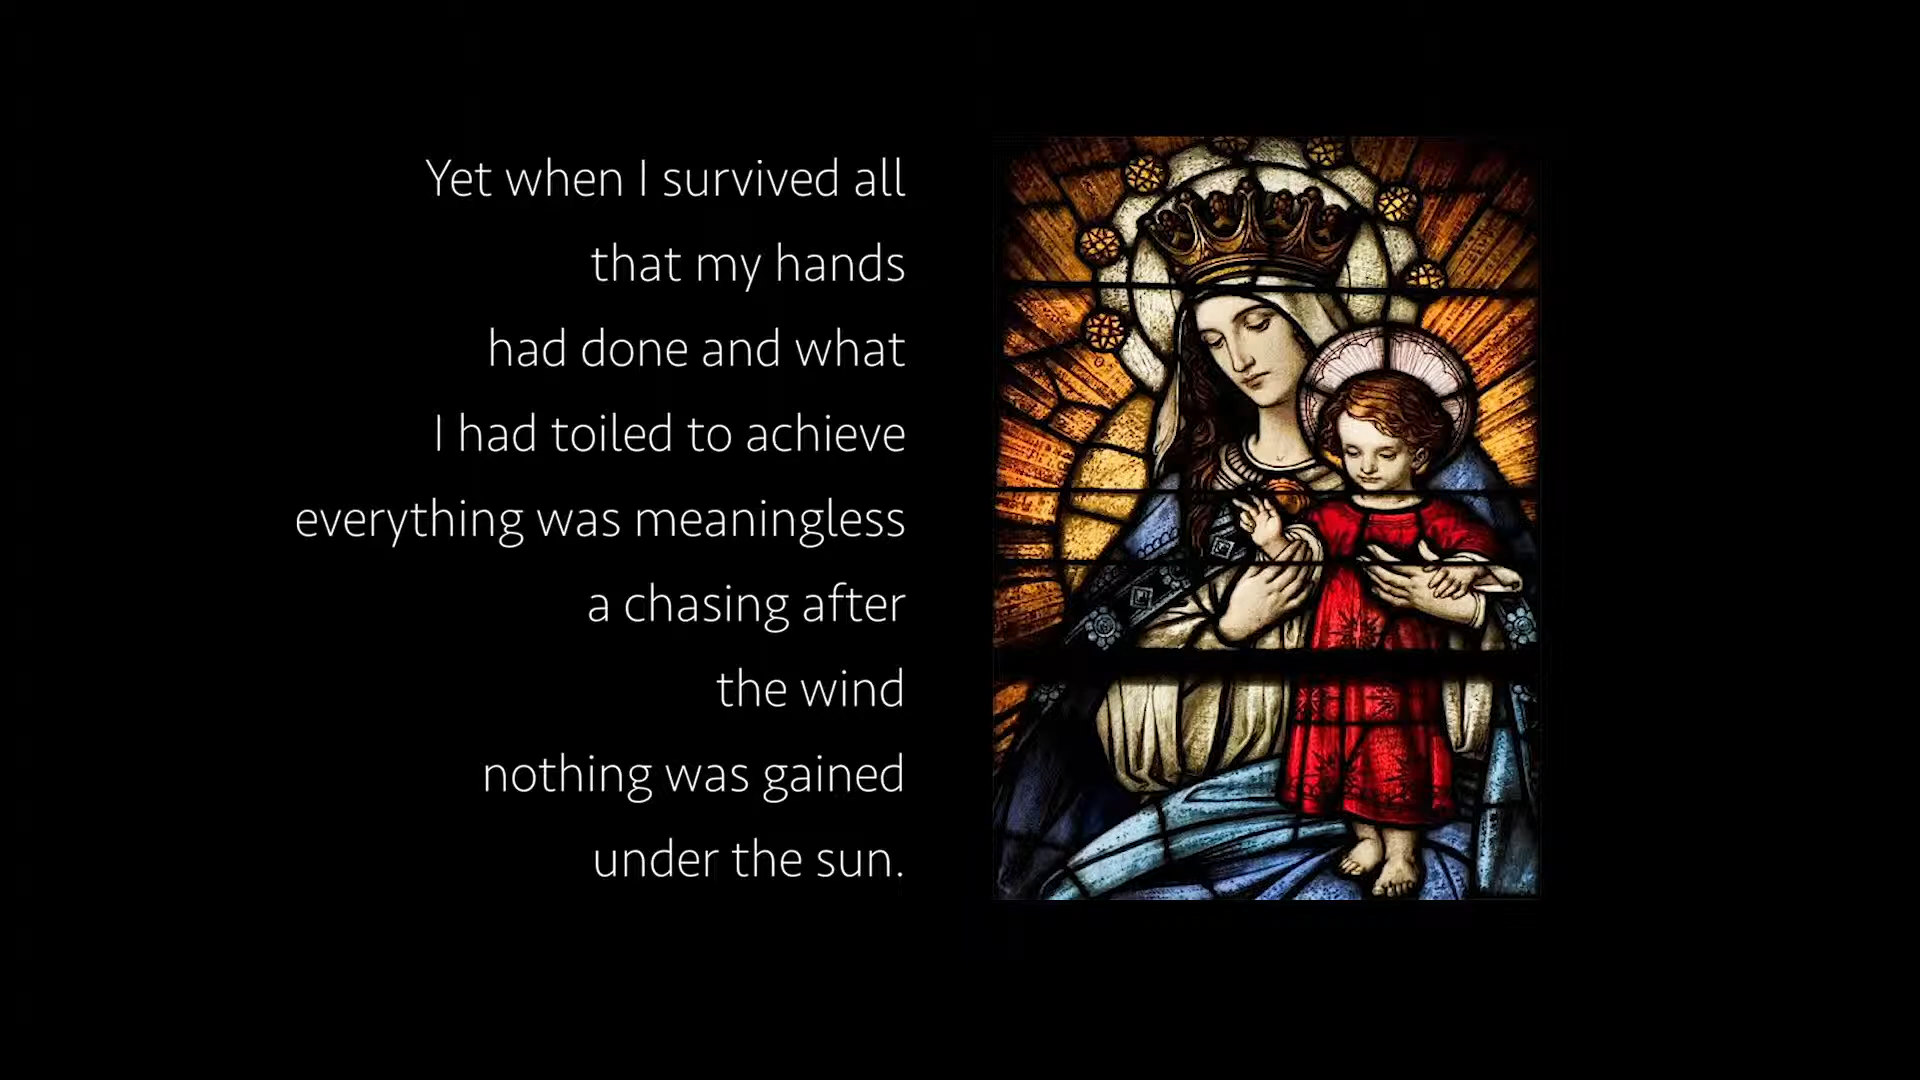 Yet when I survived all
that my hands
had done and what
I had toiled to achieve
everything was meaningless
a chasing after
the wind
nothing was gained
under the sun.